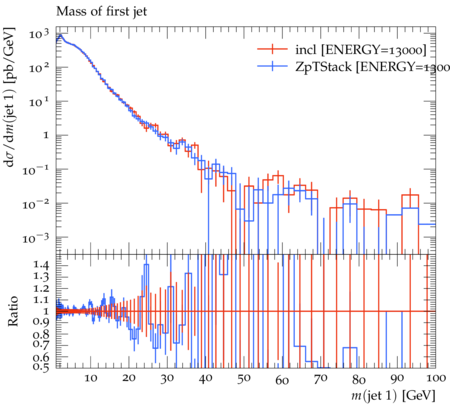 Mass of first jet
dσ/dm(jet 1) [pb/GeV]
10³
10²
10¹
1
10⁻¹
10⁻²
10⁻³
incl [ENERGY=13000]
ZpTStack [ENERGY=1300
Ratio
1.4
1.3
1.2
1.1
1
0.9
0.8
0.7
0.6
0.5
10 20 30 40 50 60 70 80 90 100
m(jet 1) [GeV]